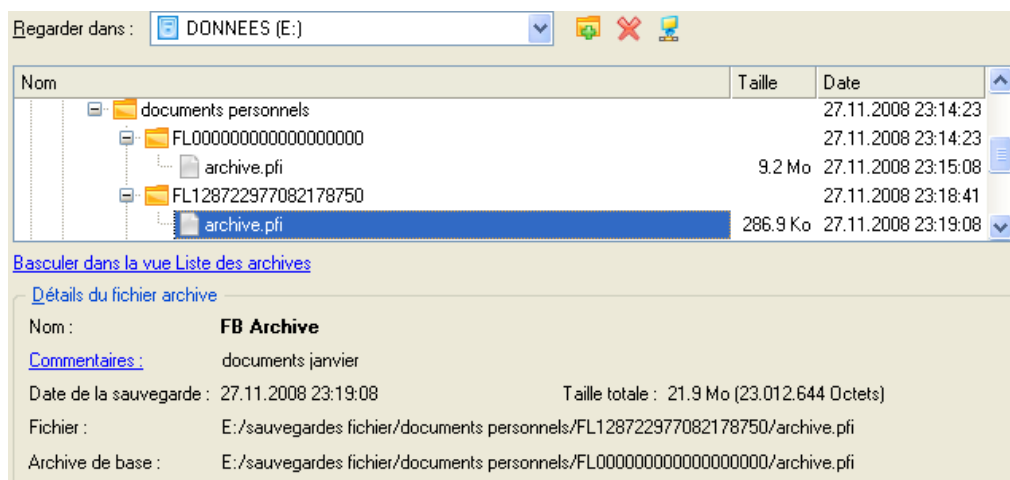 Regarder dans : DONNEES (E:)
Nom Taille Date
documents personnels 27.11.2008 23:14:23
FL000000000000000000 27.11.2008 23:14:23
archive.pfi 9.2 Mo 27.11.2008 23:15:08
FL128722977082178750 27.11.2008 23:18:41
archive.pfi 286.9 Ko 27.11.2008 23:19:08
Basculer dans la vue Liste des archives
Détails du fichier archive
Nom : FB Archive
Commentaires : documents janvier
Date de la sauvegarde : 27.11.2008 23:19:08 Taille totale : 21.9 Mo (23.012.644 Octets)
Fichier : E:/sauvegardes fichier/documents personnels/FL128722977082178750/archive.pfi
Archive de base : E:/sauvegardes fichier/documents personnels/FL000000000000000000/archive.pfi